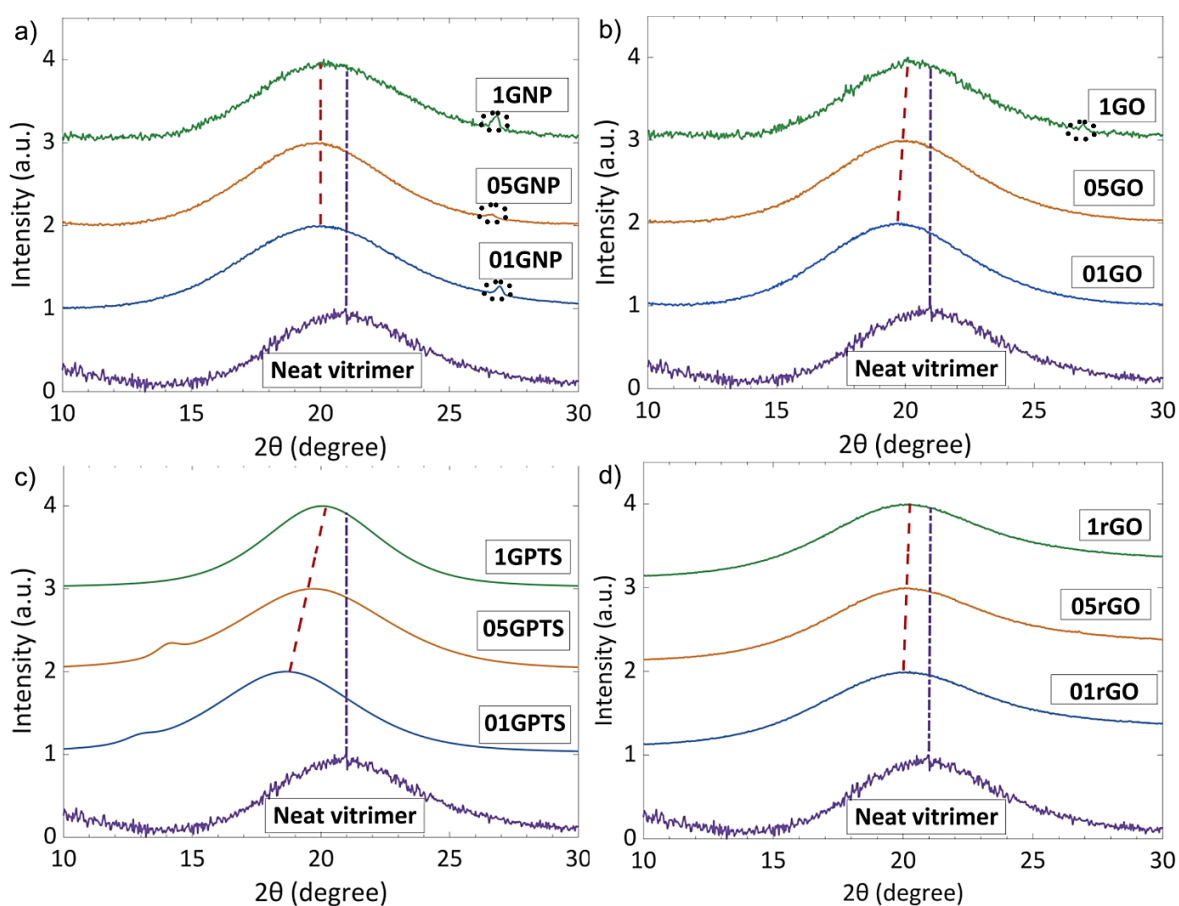 a)
Intensity (a.u.)
4
3
2
1
0
1GNP
05GNP
01GNP
Neat vitrimer
10 15 20 25 30
2θ (degree)
b)
Intensity (a.u.)
4
3
2
1
0
1GO
05GO
01GO
Neat vitrimer
10 15 20 25 30
2θ (degree)
c)
Intensity (a.u.)
4
3
2
1
0
1GPTS
05GPTS
01GPTS
Neat vitrimer
10 15 20 25 30
2θ (degree)
d)
Intensity (a.u.)
4
3
2
1
0
1rGO
05rGO
01rGO
Neat vitrimer
10 15 20 25 30
2θ (degree)